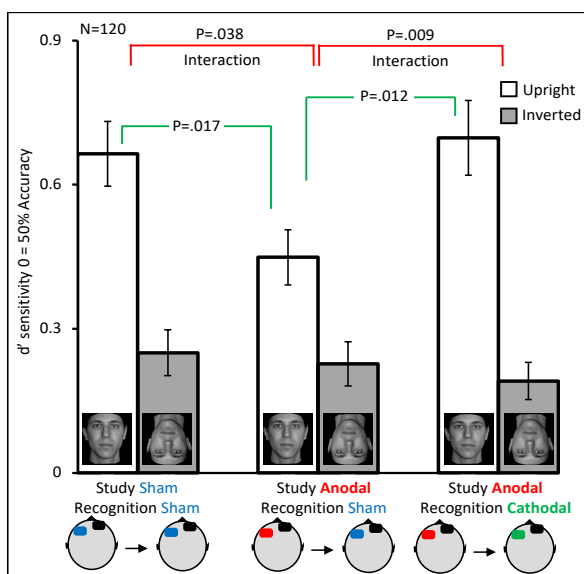 N=120
P=.038
P=.009
Interaction
Interaction
Upright
Inverted
P=.017
P=.012
0.9
0.6
0.3
0
d' sensitivity 0 = 50% Accuracy
Study Sham
Recognition Sham
Study Anodal
Recognition Sham
Study Anodal
Recognition Cathodal